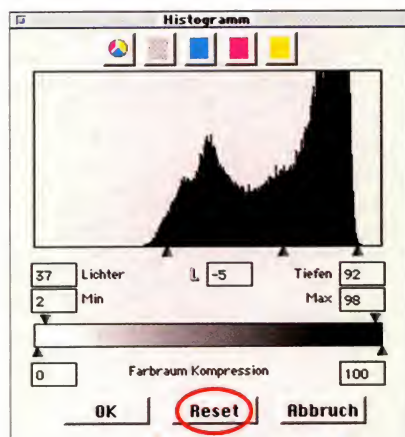 Histogramm
37 Lichter L -5 Tiefen 92
2 Min Max 98
0 Farbraum Kompression 100
OK Reset Abbruch